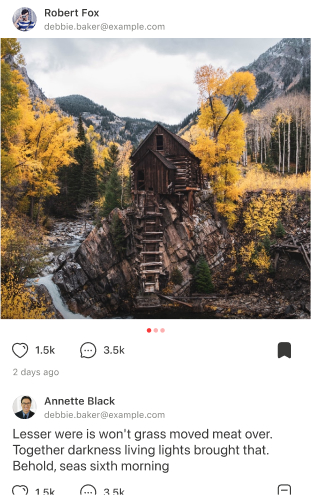 Robert Fox
debbie.baker@example.com
1.5k
3.5k
2 days ago
Annette Black
debbie.baker@example.com
Lesser were is won't grass moved meat over.
Together darkness living lights brought that.
Behold, seas sixth morning
1.5k
3.5k